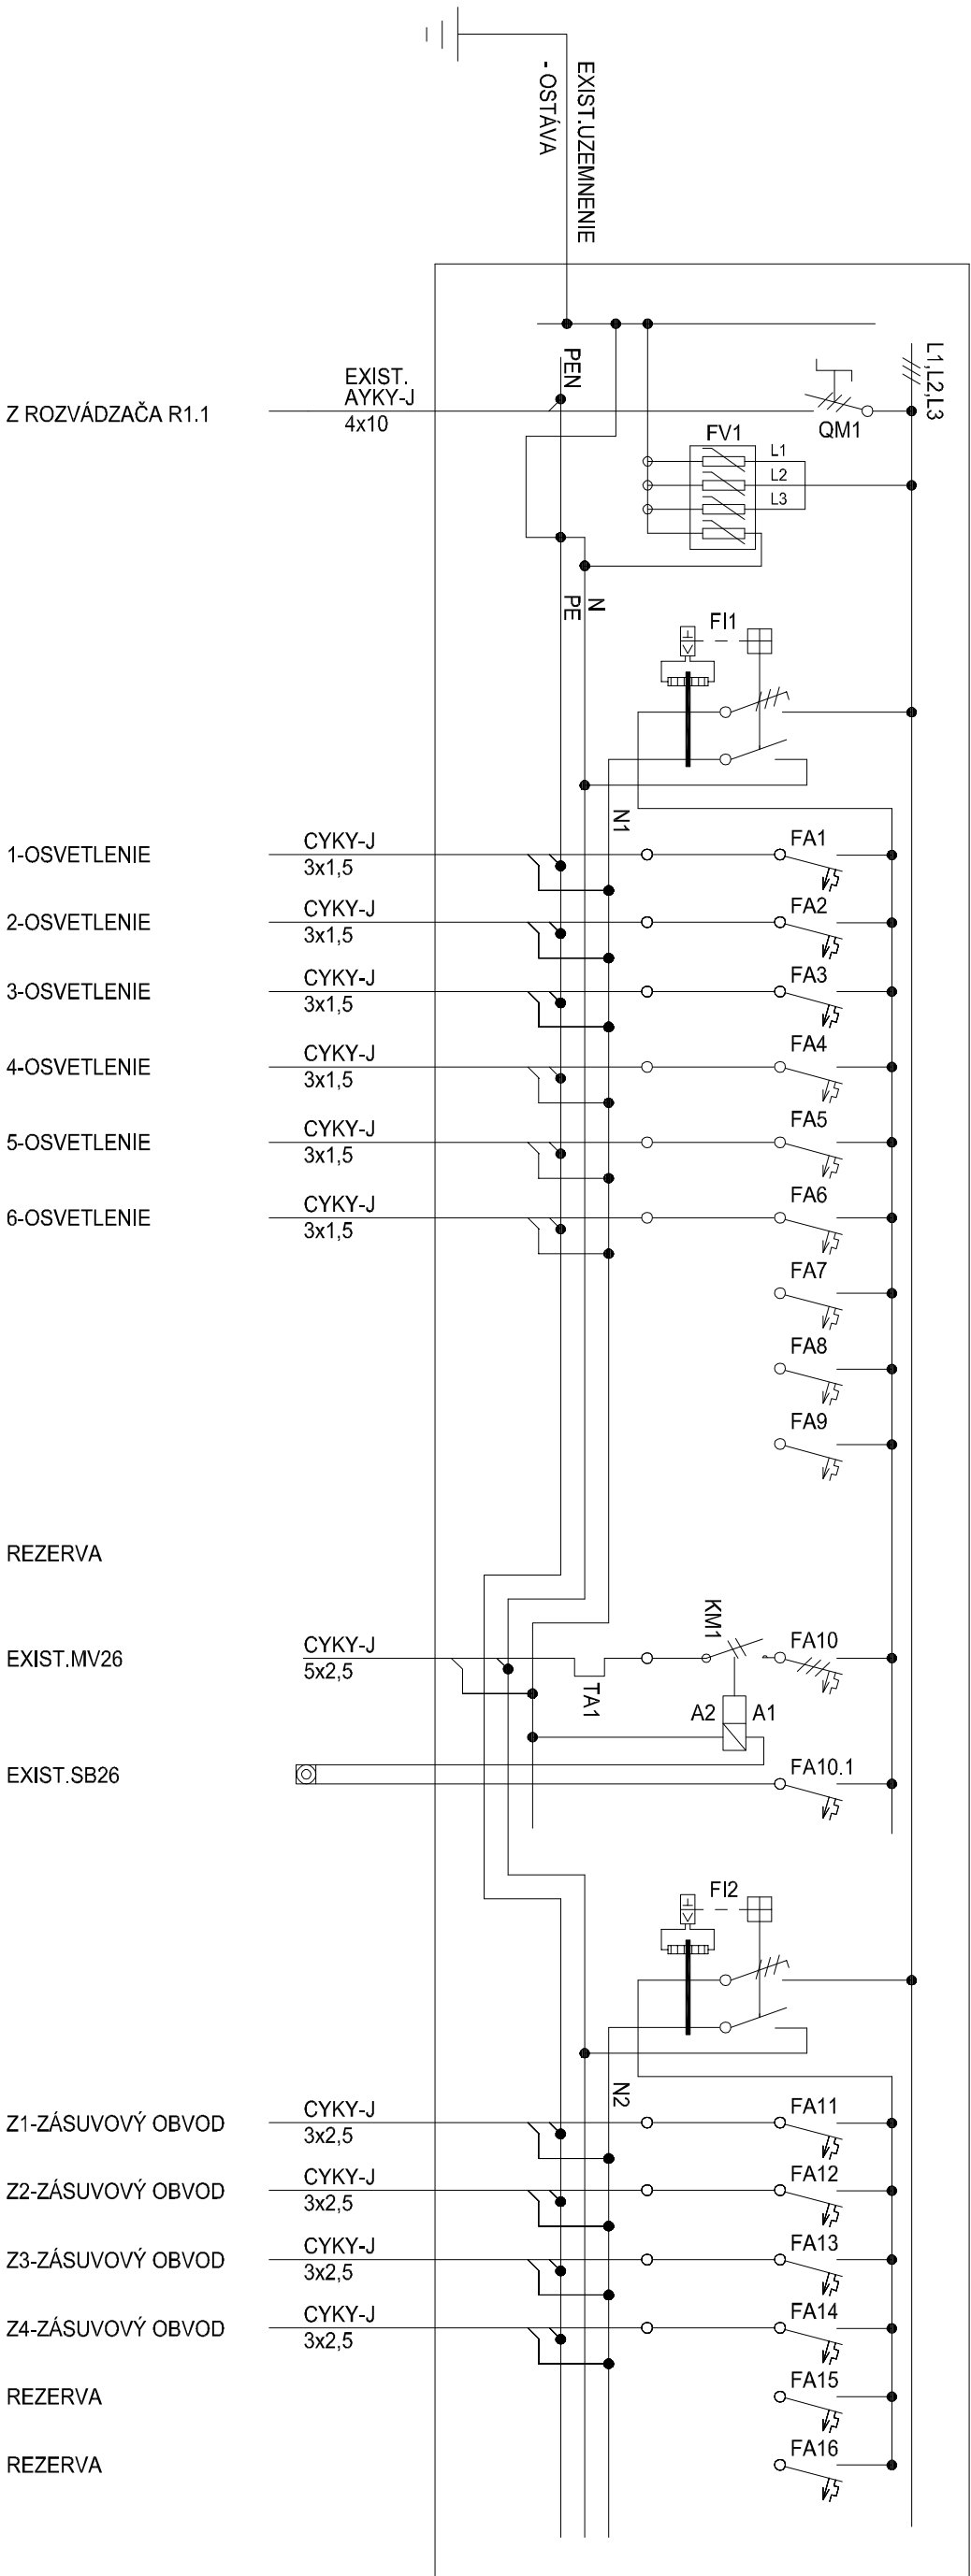 EXIST.UZEMNENIE
- OSTÁVA
L1,L2,L3
PEN
Z ROZVÁDZAČA R1.1
EXIST.
AYKY-J
4x10
QM1
FV1
L1
L2
L3
N
PE
FI1
N1
1-OSVETLENIE
CYKY-J
3x1,5
FA1
2-OSVETLENIE
CYKY-J
3x1,5
FA2
3-OSVETLENIE
CYKY-J
3x1,5
FA3
4-OSVETLENIE
CYKY-J
3x1,5
FA4
5-OSVETLENIE
CYKY-J
3x1,5
FA5
6-OSVETLENIE
CYKY-J
3x1,5
FA6
FA7
FA8
FA9
REZERVA
EXIST.MV26
CYKY-J
5x2,5
TA1
KM1
FA10
A2
A1
EXIST.SB26
FA10.1
FI2
N2
Z1-ZÁSUVOVÝ OBVOD
CYKY-J
3x2,5
FA11
Z2-ZÁSUVOVÝ OBVOD
CYKY-J
3x2,5
FA12
Z3-ZÁSUVOVÝ OBVOD
CYKY-J
3x2,5
FA13
Z4-ZÁSUVOVÝ OBVOD
CYKY-J
3x2,5
FA14
REZERVA
FA15
REZERVA
FA16